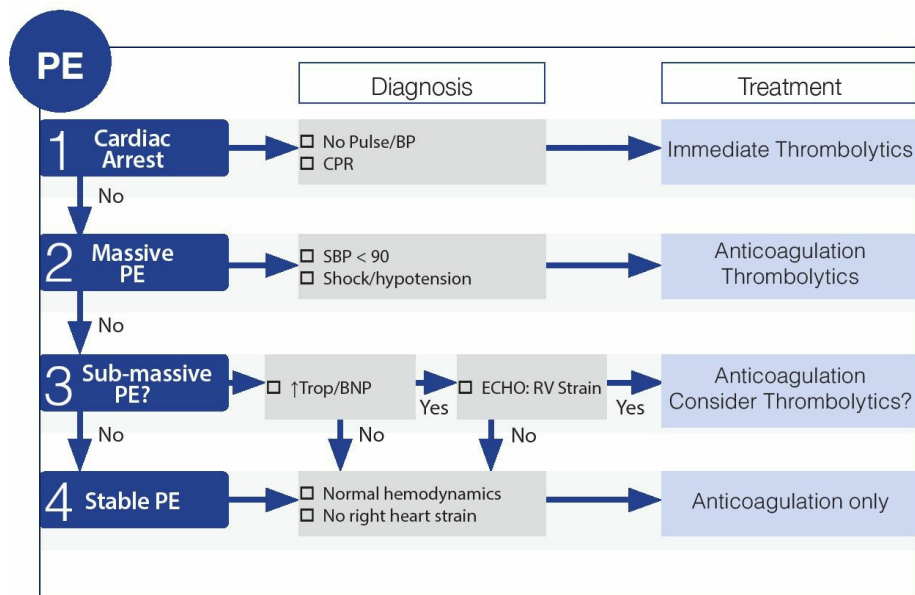 PE
Diagnosis
Treatment
1
Cardiac
Arrest
☐ No Pulse/BP
☐ CPR
Immediate Thrombolytics
No
2
Massive
PE
☐ SBP < 90
☐ Shock/hypotension
Anticoagulation
Thrombolytics
No
3
Sub-massive
PE?
☐ ↑Trop/BNP
Yes
☐ ECHO: RV Strain
Yes
Anticoagulation
Consider Thrombolytics?
No
No
No
4
Stable PE
☐ Normal hemodynamics
☐ No right heart strain
Anticoagulation only